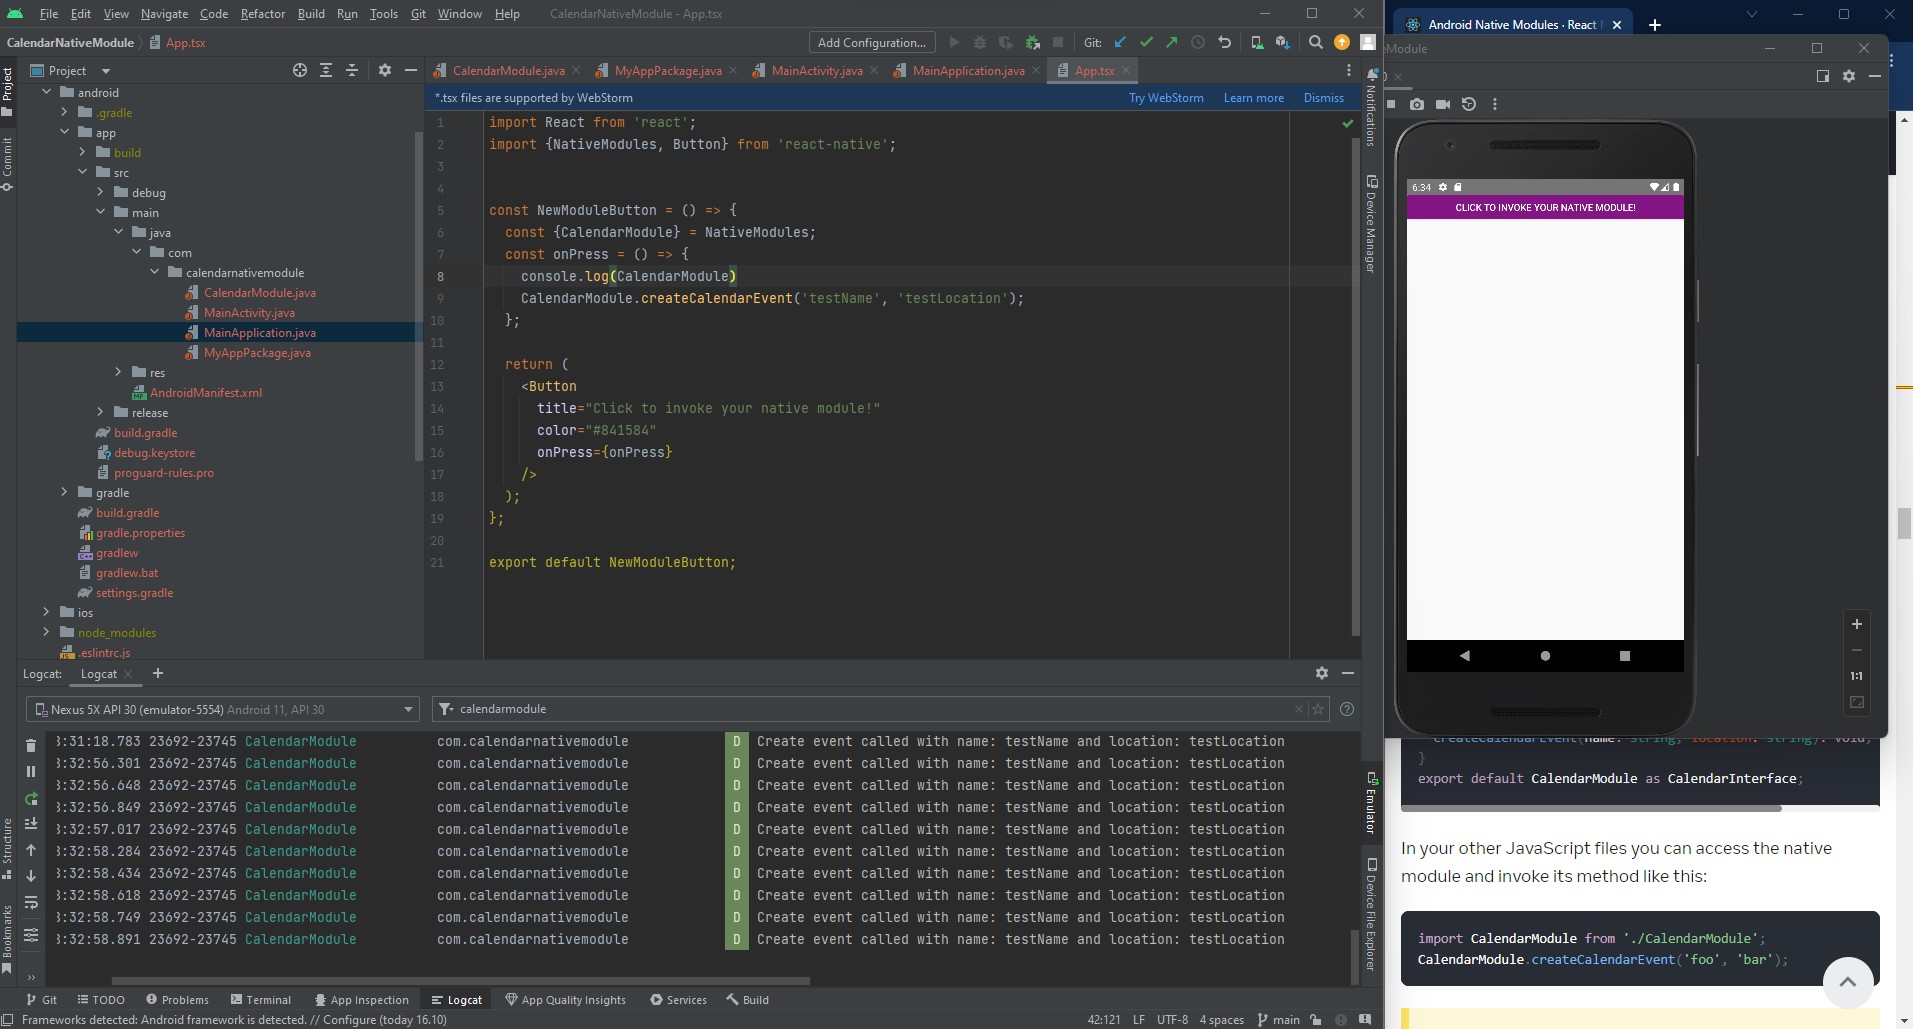 File Edit View Navigate Code Refactor Build Run Tools Git Window Help CalendarNativeModule - App.tsx
CalendarNativeModule App.tsx
Add Configuration...
Git:
Project
CalendarModule.java
MyAppPackage.java
MainActivity.java
MainApplication.java
App.tsx
*.tsx files are supported by WebStorm
Try WebStorm Learn more Dismiss
Project
Commit
Structure
Bookmarks
android
.gradle
app
build
src
debug
main
java
com
calendarnativemodule
CalendarModule.java
MainActivity.java
MainApplication.java
MyAppPackage.java
res
AndroidManifest.xml
release
build.gradle
debug.keystore
proguard-rules.pro
gradle
build.gradle
gradle.properties
gradlew
gradlew.bat
settings.gradle
ios
node_modules
.eslintrc.js
1 import React from 'react';
2 import {NativeModules, Button} from 'react-native';
3
4
5 const NewModuleButton = () => {
6 const {CalendarModule} = NativeModules;
7 const onPress = () => {
8 console.log(CalendarModule)
9 CalendarModule.createCalendarEvent('testName', 'testLocation');
10 };
11
12 return (
13 <Button
14 title="Click to invoke your native module!"
15 color="#841584"
16 onPress={onPress}
17 />
18 );
19 };
20
21 export default NewModuleButton;
Notifications
Device Manager
Emulator
Device File Explorer
Logcat: Logcat
Nexus 5X API 30 (emulator-5554) Android 11, API 30
calendarmodule
3:31:18.783 23692-23745 CalendarModule com.calendarnativemodule D Create event called with name: testName and location: testLocation
3:32:56.301 23692-23745 CalendarModule com.calendarnativemodule D Create event called with name: testName and location: testLocation
3:32:56.648 23692-23745 CalendarModule com.calendarnativemodule D Create event called with name: testName and location: testLocation
3:32:56.849 23692-23745 CalendarModule com.calendarnativemodule D Create event called with name: testName and location: testLocation
3:32:57.017 23692-23745 CalendarModule com.calendarnativemodule D Create event called with name: testName and location: testLocation
3:32:58.284 23692-23745 CalendarModule com.calendarnativemodule D Create event called with name: testName and location: testLocation
3:32:58.434 23692-23745 CalendarModule com.calendarnativemodule D Create event called with name: testName and location: testLocation
3:32:58.618 23692-23745 CalendarModule com.calendarnativemodule D Create event called with name: testName and location: testLocation
3:32:58.749 23692-23745 CalendarModule com.calendarnativemodule D Create event called with name: testName and location: testLocation
3:32:58.891 23692-23745 CalendarModule com.calendarnativemodule D Create event called with name: testName and location: testLocation
Git TODO Problems Terminal App Inspection Logcat App Quality Insights Services Build
Frameworks detected: Android framework is detected. // Configure (today 16.10)
42:121 LF UTF-8 4 spaces main
Android Native Modules · React
eModule
6:34
CLICK TO INVOKE YOUR NATIVE MODULE!
1:1
createCalendarEvent(name: string, location: string): void;
}
export default CalendarModule as CalendarInterface;
In your other JavaScript files you can access the native
module and invoke its method like this:
import CalendarModule from './CalendarModule';
CalendarModule.createCalendarEvent('foo', 'bar');